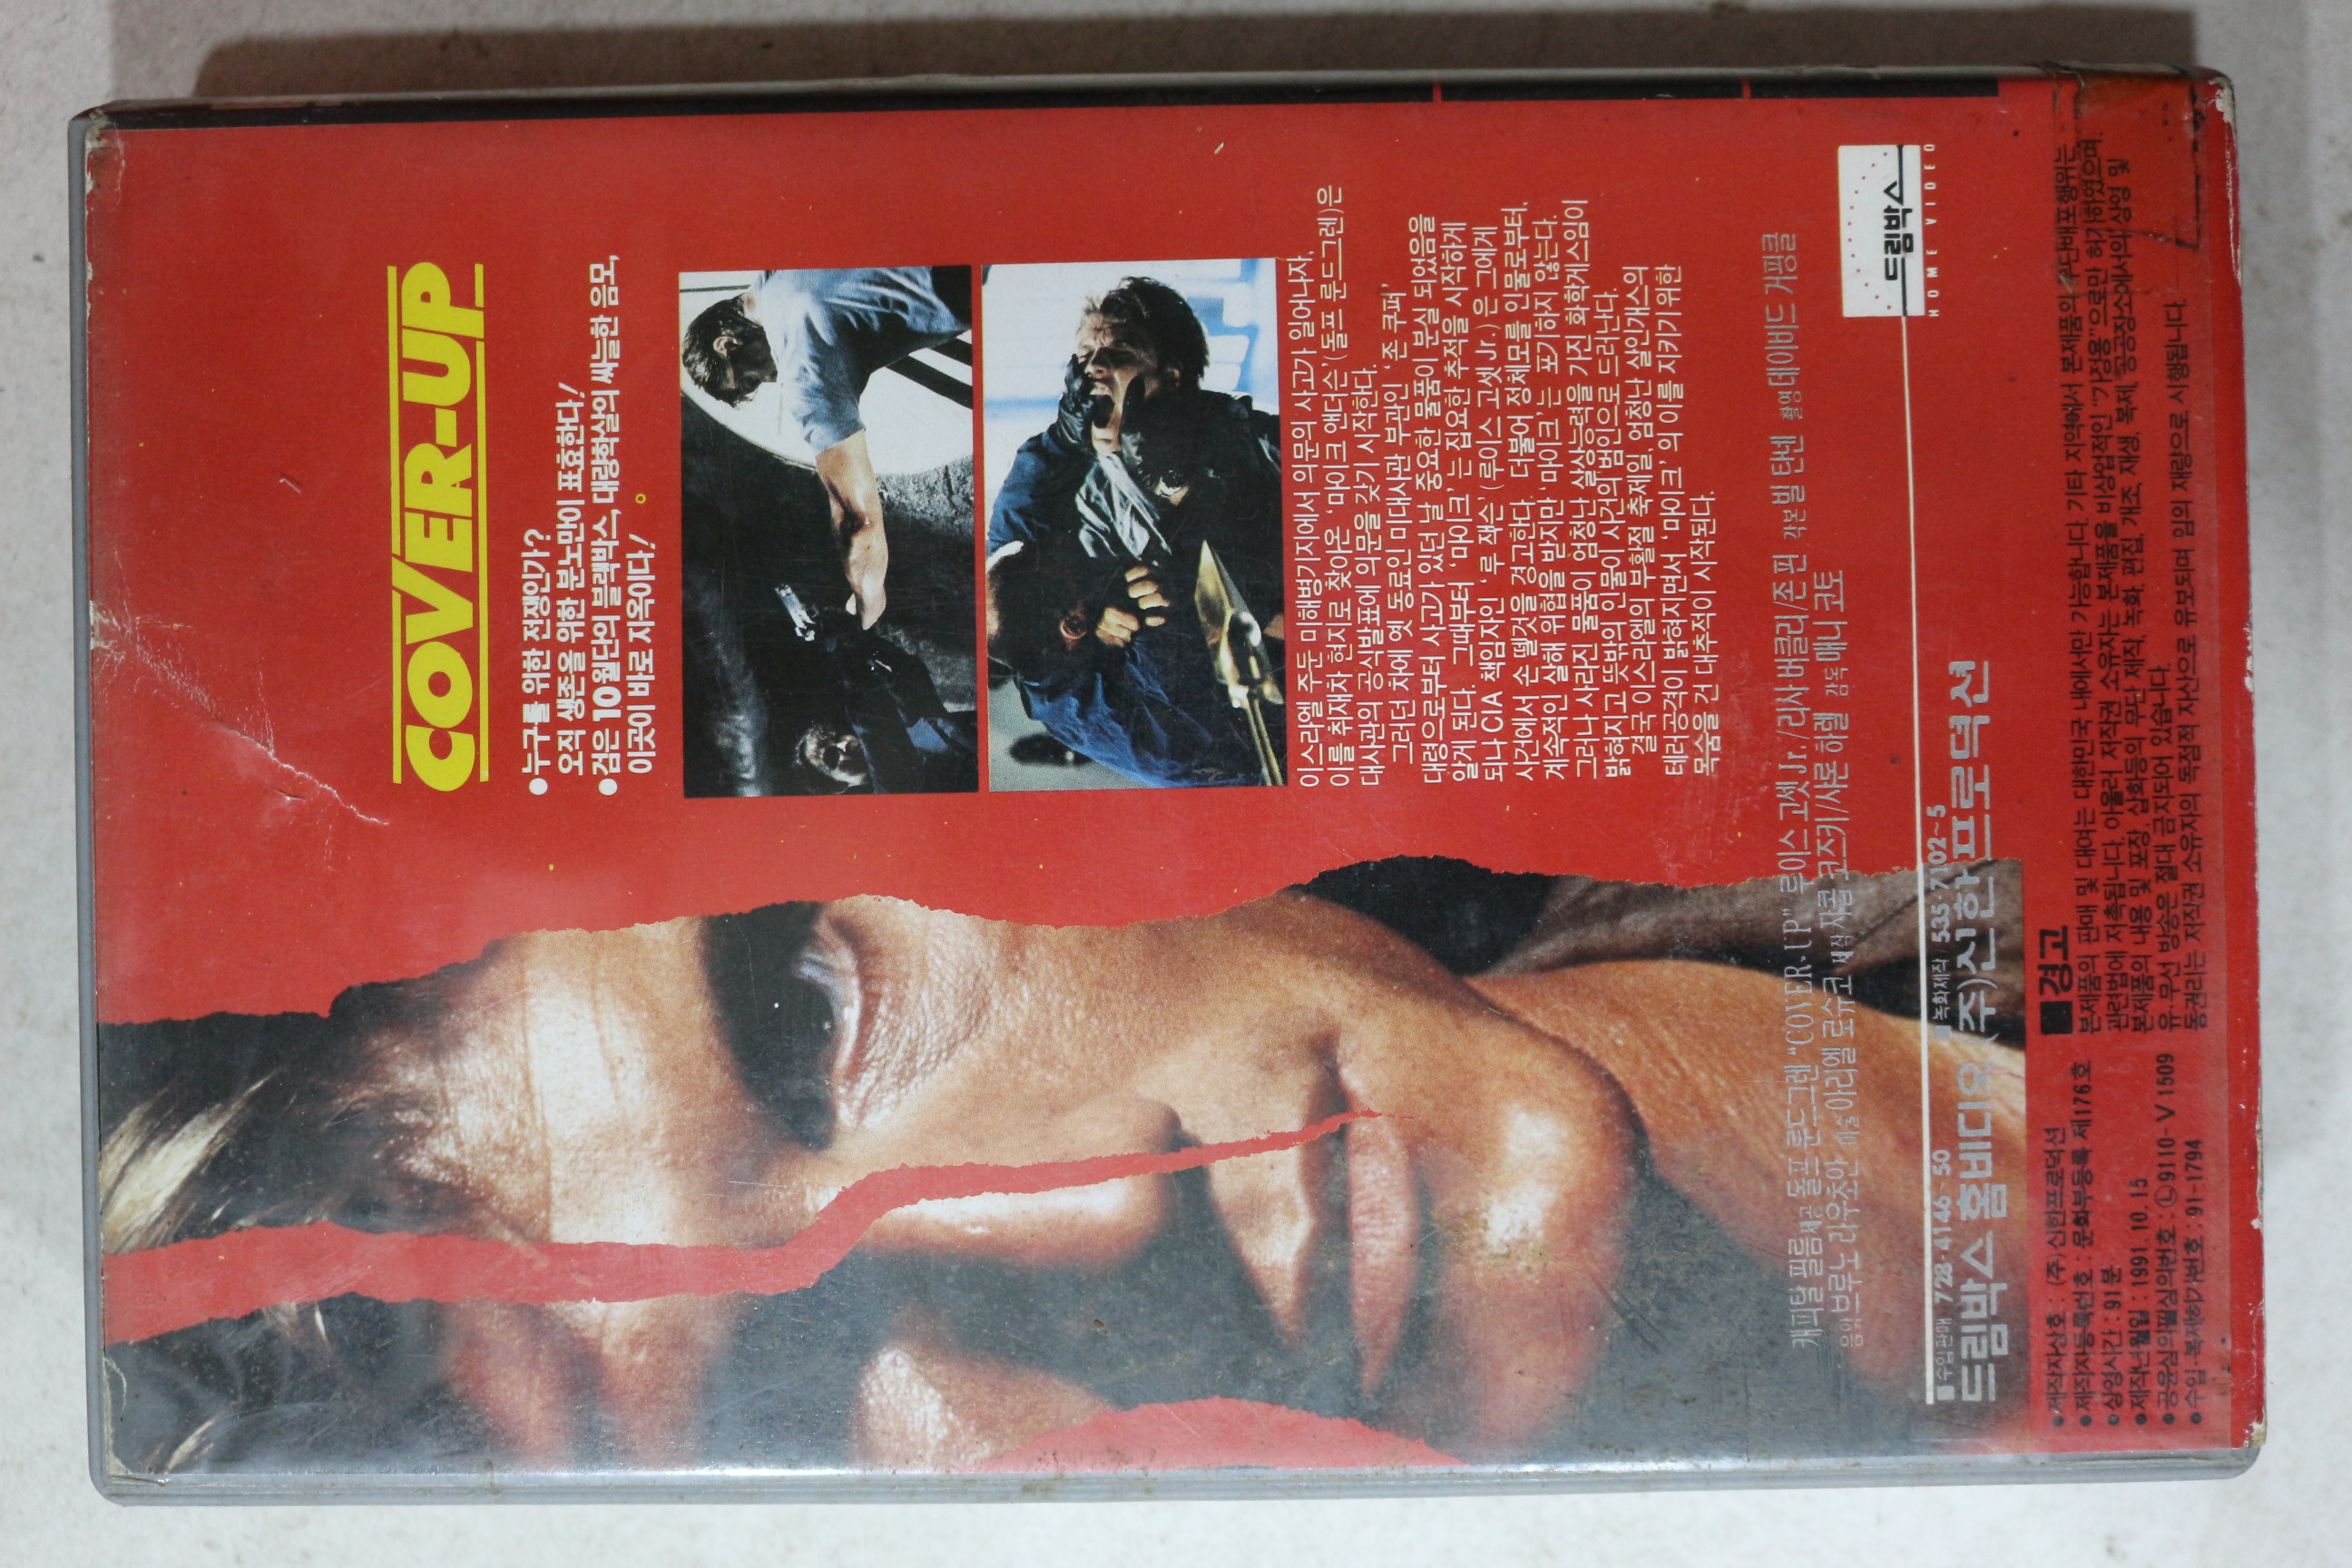 COVER-UP
●누구를 위한 전쟁인가?
오직 생존을 위한 분노만이 표효한다!
●검은 10월단의 블랙박스, 대량학살의 싸늘한 음모,
이곳이 바로 지옥이다!
이스라엘 주둔 미해병기지에서 의문의 사고가 일어나자,
이를 취재차 현지로 찾아온 '마이크 앤더슨'(돌프 룬드그렌)은
대사관의 공식발표에 의문을 갖기 시작한다.
그러던 차에 옛 동료인 미대사관 부관인 '존 쿠퍼'
대령으로부터 사고가 있던 날 중요한 물품이 분실 되었음을
알게 된다. 그때부터 '마이크'는 집요한 추적을 시작하게
되나 CIA 책임자인 '루 잭슨'(루이스 고셋 Jr.)은 그에게
사건에서 손 뗄것을 경고한다. 더불어 정체모를 인물로부터,
계속적인 살해 위협을 받지만 '마이크'는 포기하지 않는다.
그러나 사라진 물품이 엄청난 살상능력을 가진 화학게스임이
밝혀지고 뜻밖의 인물이 사건의 범인으로 드러난다.
결국 이스라엘의 부활절 축제일, 엄청난 살인개스의
테러공격이 밝혀지면서 '마이크'의 이를 지키기 위한
목숨을 건 대추적이 시작된다.
캐피탈 필름제공 돌프 룬드그렌 "COVER-UP" 루이스 고셋 Jr./리사 버클리/존 핀 각본 빌 탄넨 촬영 데이비드 거핑클
음악 브루노 라우초안 미술 아리엘 로슈코 제작 자콥 코즈키/샤론 하렐 감독 매니 코토
드림박스
HOME VIDEO
■수입판매 728-4146~50 ■녹화제작 535-7102~5
드림박스 홈비디오 (주)신한프로덕션
●제작자상호 : (주)신한프로덕션
●제작자등록번호 : 문화부등록 제176호
●상영시간 : 91분
●제작년월일 : 1991. 10. 15
●공윤심의필심의번호 : Ⓛ9110-V1509
●수입·복제허가번호 : 91-1794
경고
본제품의 판매 및 대여는 대한민국 내에서만 가능합니다. 기타 지역에서 본제품의 무단배포행위는
관련법에 저촉됩니다. 아울러 저작권 소유자는 본제품을 비상업적인 "가정용"으로만 허가하였으며,
본제품의 내용 및 포장, 삽화등의 무단 제작, 녹화, 편집, 개조, 재생, 복제, 공공장소에서의 상영 및
유·무선 방송은 절대 금지되어 있습니다.
동권리는 저작권 소유자의 독점적 자산으로 유보되며 임의 재량으로 시행됩니다.